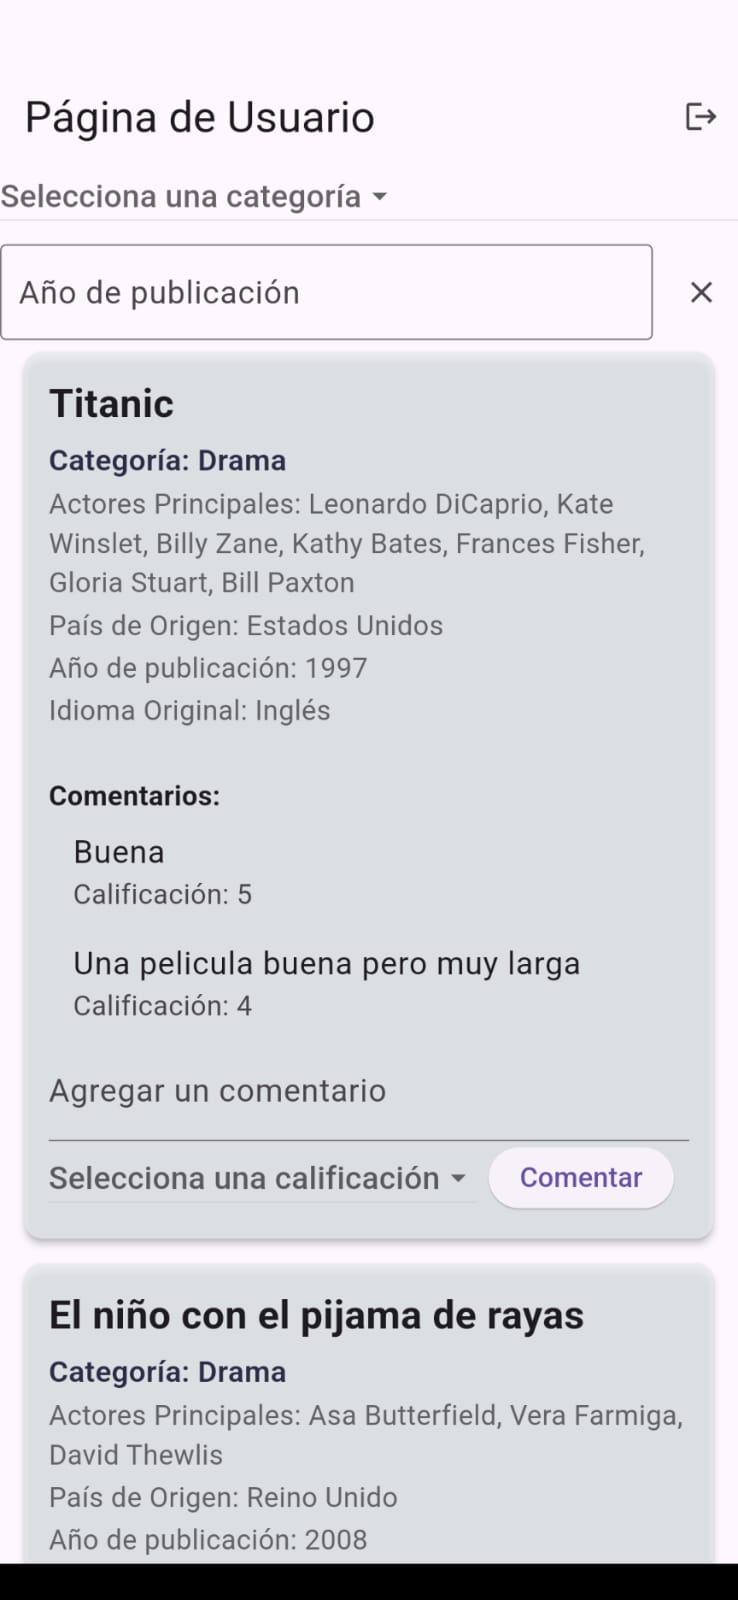 Página de Usuario
Selecciona una categoría
Año de publicación
Titanic
Categoría: Drama
Actores Principales: Leonardo DiCaprio, Kate
Winslet, Billy Zane, Kathy Bates, Frances Fisher,
Gloria Stuart, Bill Paxton
País de Origen: Estados Unidos
Año de publicación: 1997
Idioma Original: Inglés
Comentarios:
Buena
Calificación: 5
Una pelicula buena pero muy larga
Calificación: 4
Agregar un comentario
Selecciona una calificación
Comentar
El niño con el pijama de rayas
Categoría: Drama
Actores Principales: Asa Butterfield, Vera Farmiga,
David Thewlis
País de Origen: Reino Unido
Año de publicación: 2008